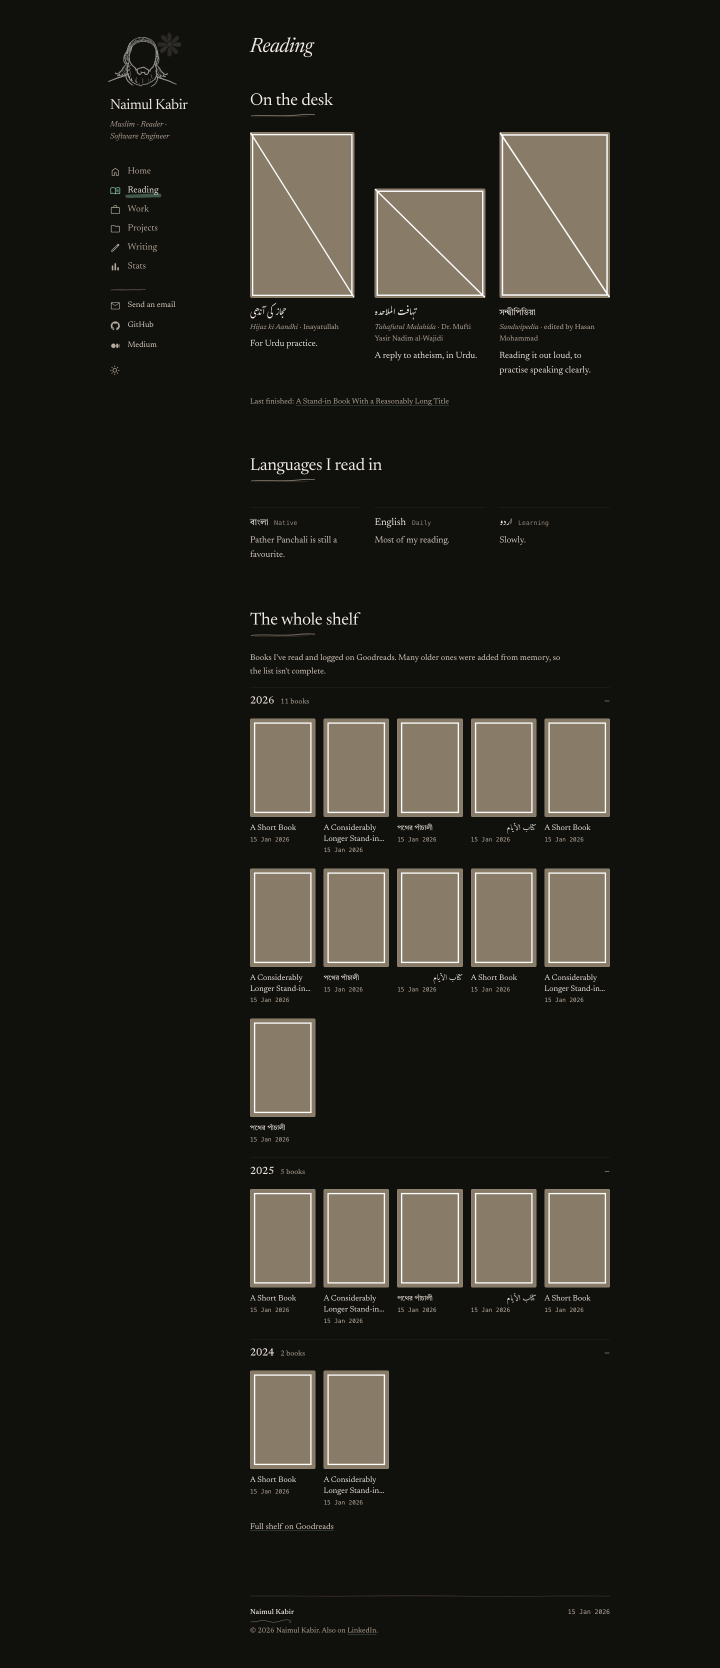 Naimul Kabir
Muslim · Reader ·
Software Engineer
Home
Reading
Work
Projects
Writing
Stats
Send an email
GitHub
Medium
Reading
On the desk
حجاز کی آندھی
Hijaz ki Aandhi · Inayatullah
For Urdu practice.
تہافت الملاحدہ
Tahafutul Malahida · Dr. Mufti
Yasir Nadim al-Wajidi
A reply to atheism, in Urdu.
সন্দ্বীপিডিয়া
Sandwipedia · edited by Hasan
Mohammad
Reading it out loud, to
practise speaking clearly.
Last finished: A Stand-in Book With a Reasonably Long Title
Languages I read in
বাংলা Native
Pather Panchali is still a
favourite.
English Daily
Most of my reading.
اردو Learning
Slowly.
The whole shelf
Books I've read and logged on Goodreads. Many older ones were added from memory, so
the list isn't complete.
2026 11 books –
A Short Book
15 Jan 2026
A Considerably
Longer Stand-in…
15 Jan 2026
পথের পাঁচালী
15 Jan 2026
كتاب الأيام
15 Jan 2026
A Short Book
15 Jan 2026
A Considerably
Longer Stand-in…
15 Jan 2026
পথের পাঁচালী
15 Jan 2026
كتاب الأيام
15 Jan 2026
A Short Book
15 Jan 2026
A Considerably
Longer Stand-in…
15 Jan 2026
পথের পাঁচালী
15 Jan 2026
2025 5 books –
A Short Book
15 Jan 2026
A Considerably
Longer Stand-in…
15 Jan 2026
পথের পাঁচালী
15 Jan 2026
كتاب الأيام
15 Jan 2026
A Short Book
15 Jan 2026
2024 2 books –
A Short Book
15 Jan 2026
A Considerably
Longer Stand-in…
15 Jan 2026
Full shelf on Goodreads
Naimul Kabir
15 Jan 2026
© 2026 Naimul Kabir. Also on LinkedIn.